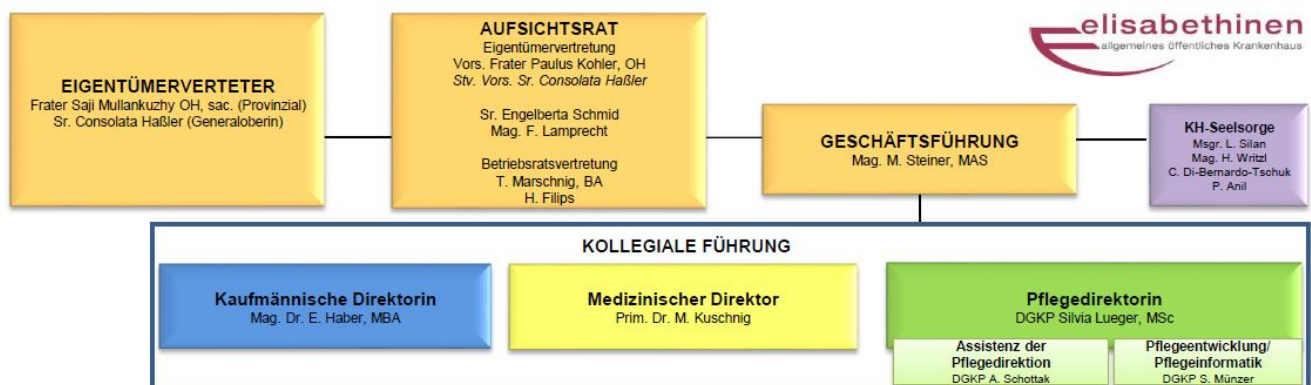 elisabethinen
allgemeines öffentliches Krankenhaus
EIGENTÜMERVERTETER
Frater Saji Mullankuzhy OH, sac. (Provinzial)
Sr. Consolata Haßler (Generaloberin)
AUFSICHTSRAT
Eigentümervertretung
Vors. Frater Paulus Kohler, OH
Stv. Vors. Sr. Consolata Haßler
Sr. Engelberta Schmid
Mag. F. Lamprecht
Betriebsratsvertretung
T. Marschnig, BA
H. Filips
GESCHÄFTSFÜHRUNG
Mag. M. Steiner, MAS
KH-Seelsorge
Msgr. L. Silan
Mag. H. Writzl
C. Di-Bernardo-Tschuk
P. Anil
KOLLEGIALE FÜHRUNG
Kaufmännische Direktorin
Mag. Dr. E. Haber, MBA
Medizinischer Direktor
Prim. Dr. M. Kuschnig
Pflegedirektorin
DGKP Silvia Lueger, MSc
Assistenz der
Pflegedirektion
DGKP A. Schottak
Pflegeentwicklung/
Pflegeinformatik
DGKP S. Münzer